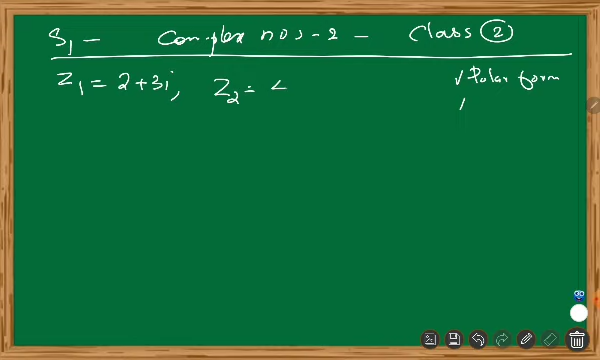 S₁ - Complex nos - 2 - Class ②
Z₁ = 2 + 3i, Z₂ =
✓ Polar form